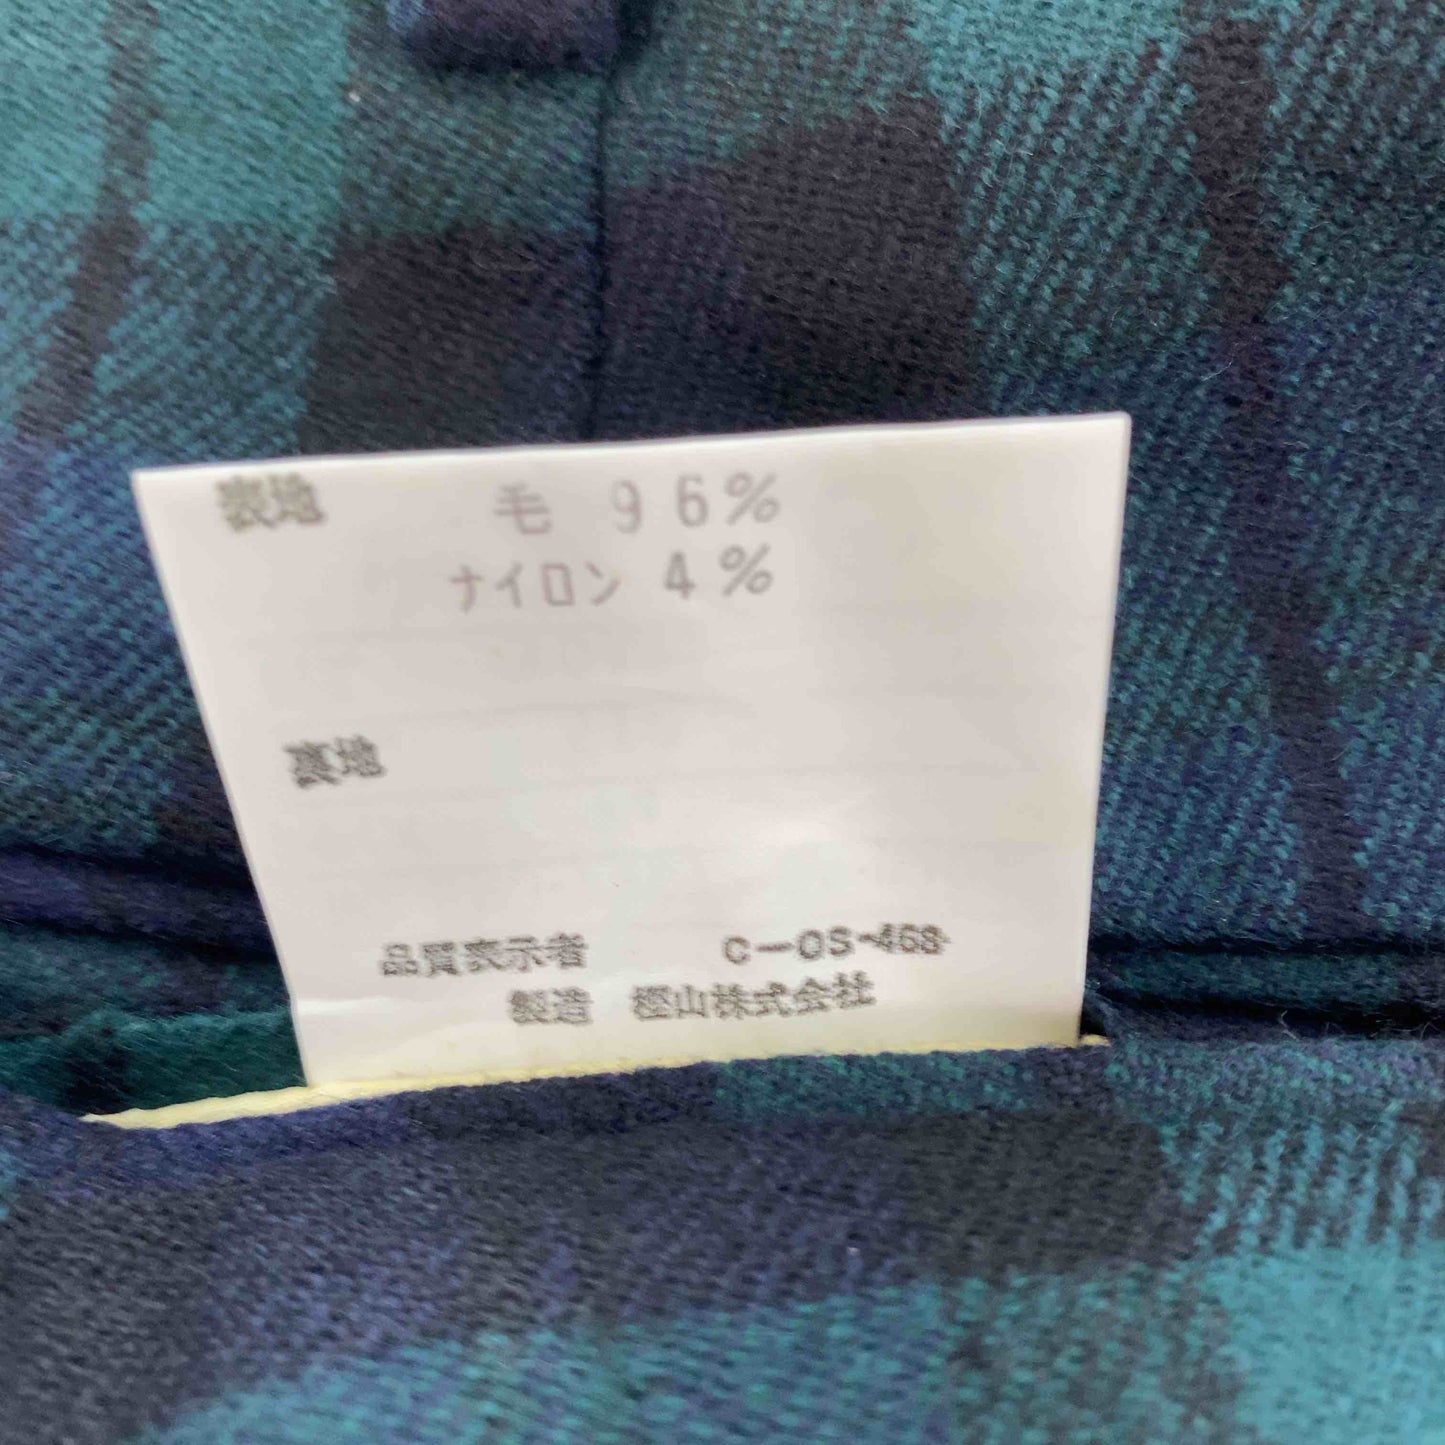 表地 毛 96%
ナイロン 4%
裏地
品質表示者 C-OS-468
製造 樫山株式会社